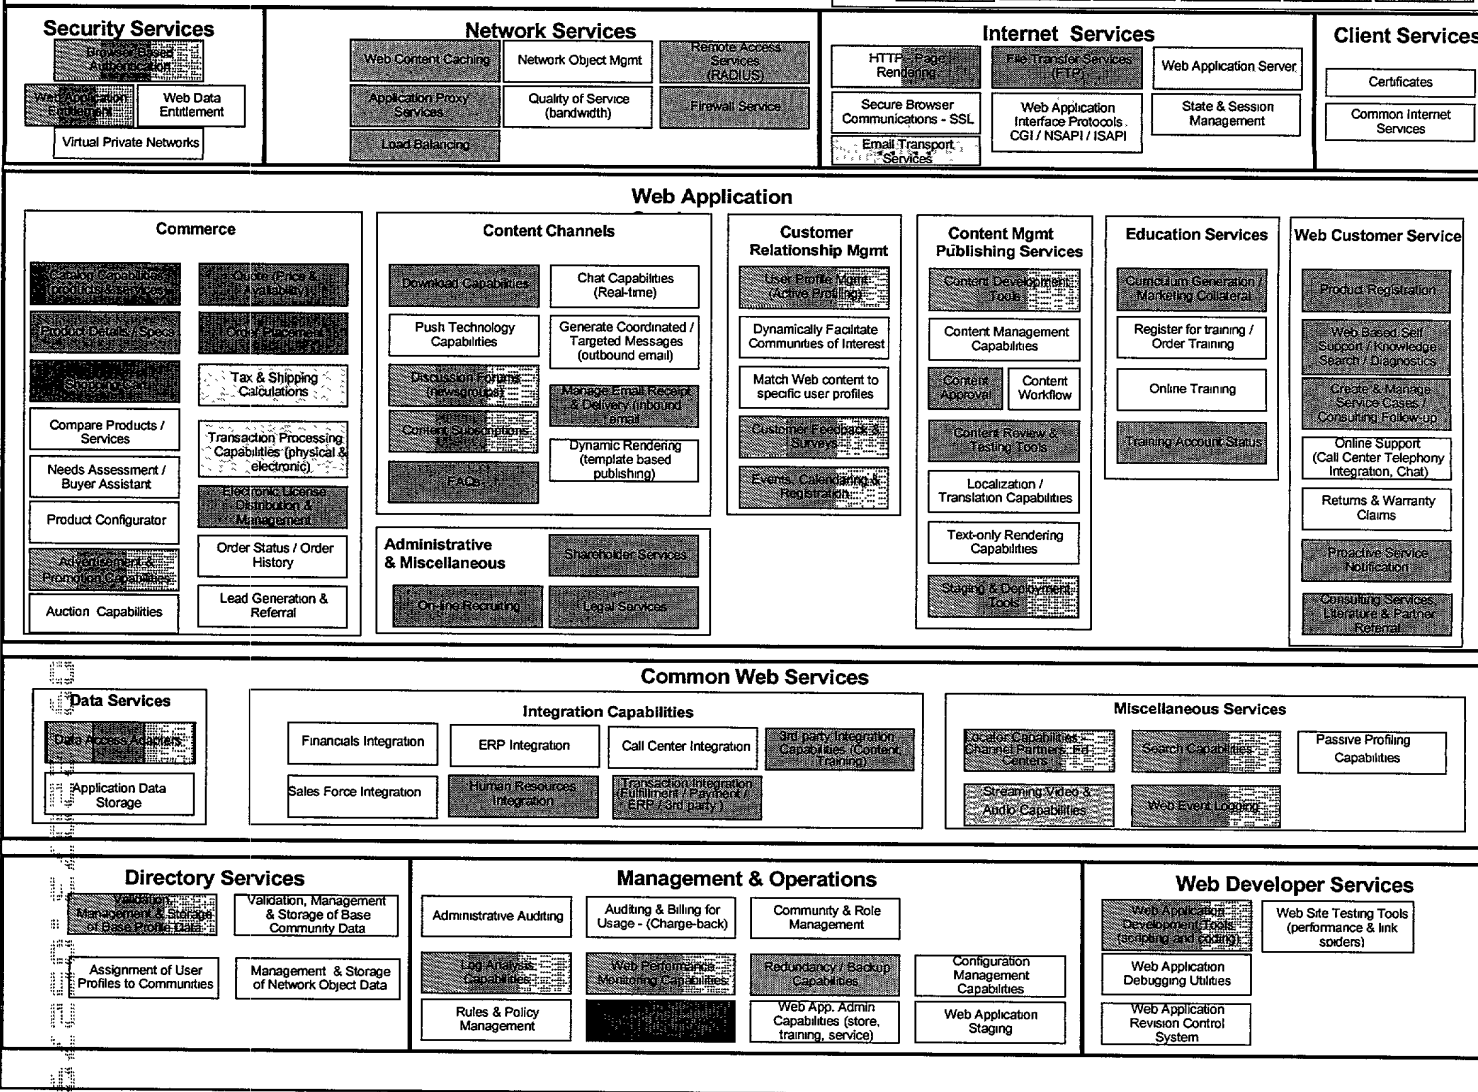 Security Services
Browser Based
Authentication
Web Application
Entitlement
Web Data
Entitlement
Virtual Private Networks
Network Services
Web Content Caching
Network Object Mgmt
Remote Access
Services
(RADIUS)
Application Proxy
Services
Quality of Service
(bandwidth)
Firewall Service
Load Balancing
Internet Services
HTTP - Page
Rendering
File Transfer Services
(FTP)
Web Application Server
Secure Browser
Communications - SSL
Web Application
Interface Protocols
CGI / NSAPI / ISAPI
State & Session
Management
Email Transport
Services
Client Services
Certificates
Common Internet
Services
Web Application
Commerce
Catalog Capabilities
(products & services)
Quote (Price &
Availability)
Product Details / Specs
Order Placement
Shopping Cart
Tax & Shipping
Calculations
Compare Products /
Services
Transaction Processing
Capabilities (physical &
electronic)
Needs Assessment /
Buyer Assistant
Product Configurator
Electronic License
Distribution &
Management
Advertisement &
Promotion Capabilities
Order Status / Order
History
Auction Capabilities
Lead Generation &
Referral
Content Channels
Download Capabilities
Chat Capabilities
(Real-time)
Push Technology
Capabilities
Generate Coordinated /
Targeted Messages
(outbound email)
Discussion Forums
(newsgroups)
Manage Email Receipt
& Delivery (inbound
email
Content Subscriptions
Dynamic Rendering
(template based
publishing)
FAQs
Administrative
& Miscellaneous
Shareholder Services
On-line Recruiting
Legal Services
Customer
Relationship Mgmt
User Profile Mgmt
(Active Profiling)
Dynamically Facilitate
Communities of Interest
Match Web content to
specific user profiles
Customer Feedback &
Surveys
Events, Calendaring &
Registration
Content Mgmt
Publishing Services
Content Development
Tools
Content Management
Capabilities
Content
Approval
Content
Workflow
Content Review &
Testing Tools
Localization /
Translation Capabilities
Text-only Rendering
Capabilities
Staging & Deployment
Tools
Education Services
Curriculum Generation /
Marketing Collateral
Register for training /
Order Training
Online Training
Training Account Status
Web Customer Service
Product Registration
Web Based Self
Support / Knowledge
Search / Diagnostics
Create & Manage
Service Cases /
Consulting Follow-up
Online Support
(Call Center Telephony
Integration, Chat)
Returns & Warranty
Claims
Proactive Service
Notification
Consulting Services,
Literature & Partner
Referral
Common Web Services
Data Services
Data Access Adapters
Application Data
Storage
Integration Capabilities
Financials Integration
ERP Integration
Call Center Integration
3rd party Integration
Capabilities (Content,
Training)
Sales Force Integration
Human Resources
Integration
Transaction Integration
(Fulfillment / Payment /
ERP / 3rd party )
Miscellaneous Services
Locator Capabilities -
Channel Partners, Ed
Centers
Search Capabilities
Passive Profiling
Capabilities
Streaming Video &
Audio Capabilities
Web Event Logging
Directory Services
Validation,
Management & Storage
of Base Profile Data
Validation, Management
& Storage of Base
Community Data
Assignment of User
Profiles to Communities
Management & Storage
of Network Object Data
Management & Operations
Administrative Auditing
Auditing & Billing for
Usage - (Charge-back)
Community & Role
Management
Log Analysis
Capabilities
Web Performance
Monitoring Capabilities
Redundancy / Backup
Capabilities
Configuration
Management
Capabilities
Rules & Policy
Management
Web App. Admin
Capabilities (store,
training, service)
Web Application
Staging
Web Developer Services
Web Application
Development Tools
(scripting and coding)
Web Site Testing Tools
(performance & link
spiders)
Web Application
Debugging Utilities
Web Application
Revision Control
System